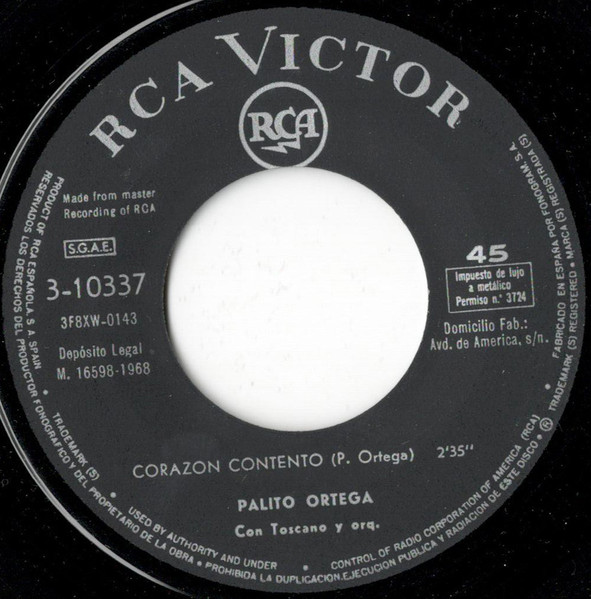 RCA VICTOR
RCA
Made from master
Recording of RCA
S.G.A.E.
3-10337
3F8XW-0143
Depósito Legal
M. 16598-1968
45
Impuesto de lujo
a metálico
Permiso n.° 3724
Domicilio Fab.:
Avd. de America, s/n.
CORAZON CONTENTO (P. Ortega) 2'35"
PALITO ORTEGA
Con Toscano y orq.
PRODUCT OF RCA ESPAÑOLA, S. A. SPAIN • TRADEMARK (S) • USED BY AUTHORITY AND UNDER • CONTROL OF RADIO CORPORATION OF AMERICA (RCA) • ® TRADEMARK (S) REGISTERED • MARCA (S) REGISTRADA (S)
RESERVADOS LOS DERECHOS DEL PRODUCTOR FONOGRAFICO Y DEL PROPIETARIO DE LA OBRA • PROHIBIDA LA DUPLICACION, EJECUCION PUBLICA Y RADIACION DE ESTE DISCO •
FABRICADO EN ESPAÑA POR FONOGRAM, S. A.